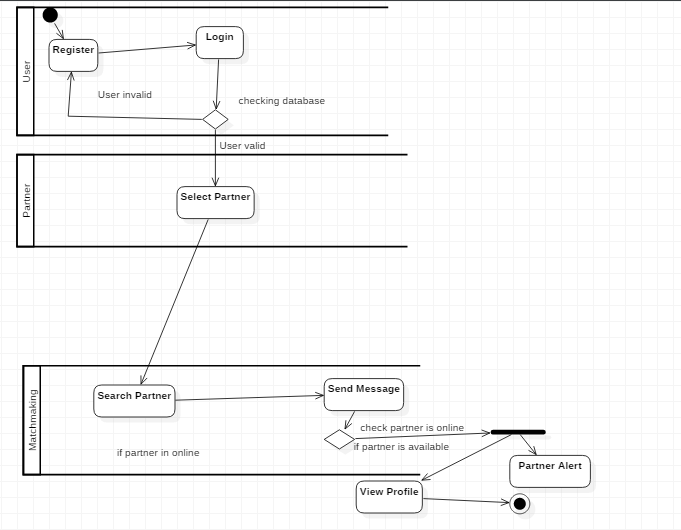 User
Register
Login
User invalid
checking database
User valid
Partner
Select Partner
Matchmaking
Search Partner
Send Message
check partner is online
if partner is available
if partner in online
Partner Alert
View Profile